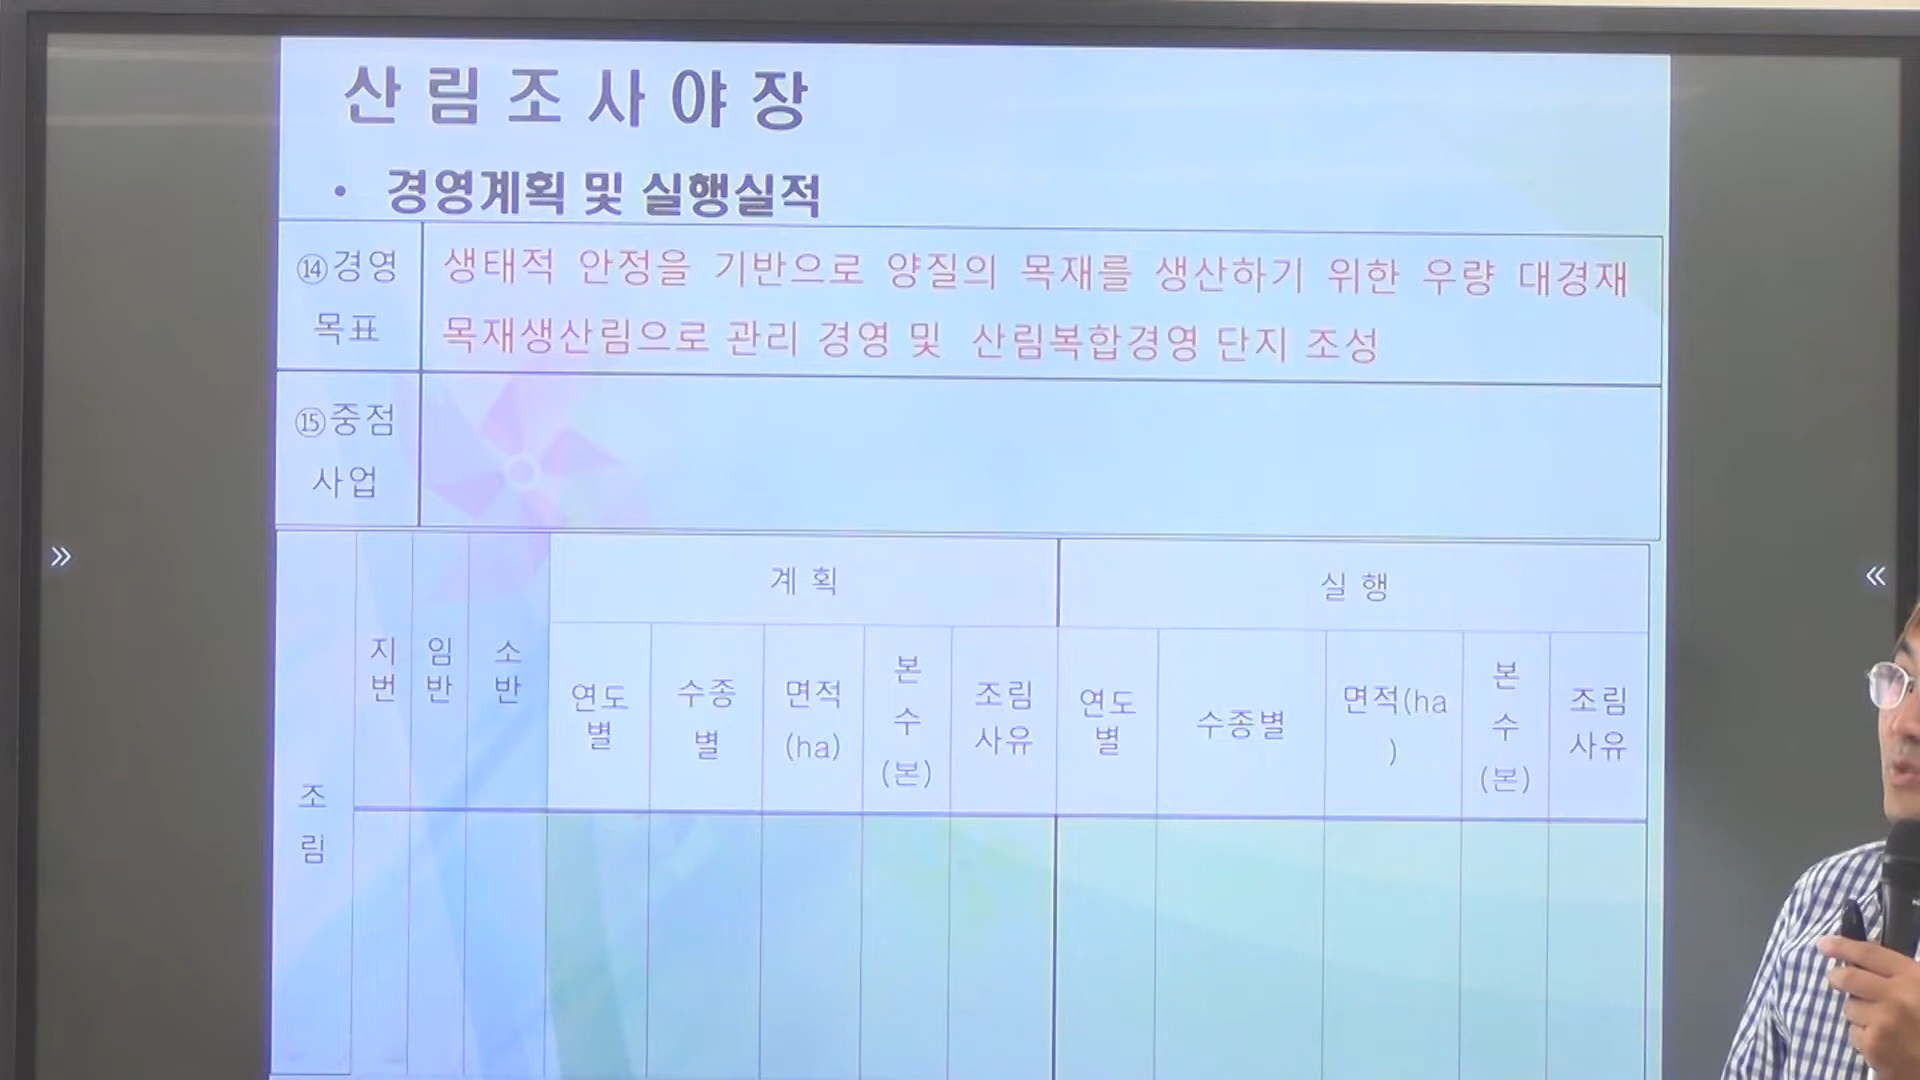 산림조사야장
• 경영계획 및 실행실적
⑭경영
목표
생태적 안정을 기반으로 양질의 목재를 생산하기 위한 우량 대경재
목재생산림으로 관리 경영 및 산림복합경영 단지 조성
⑮중점
사업
조
림
지
번
임
반
소
반
계 획
연도
별
수종
별
면적
(ha)
본
수
(본)
조림
사유
실 행
연도
별
수종별
면적(ha
)
본
수
(본)
조림
사유